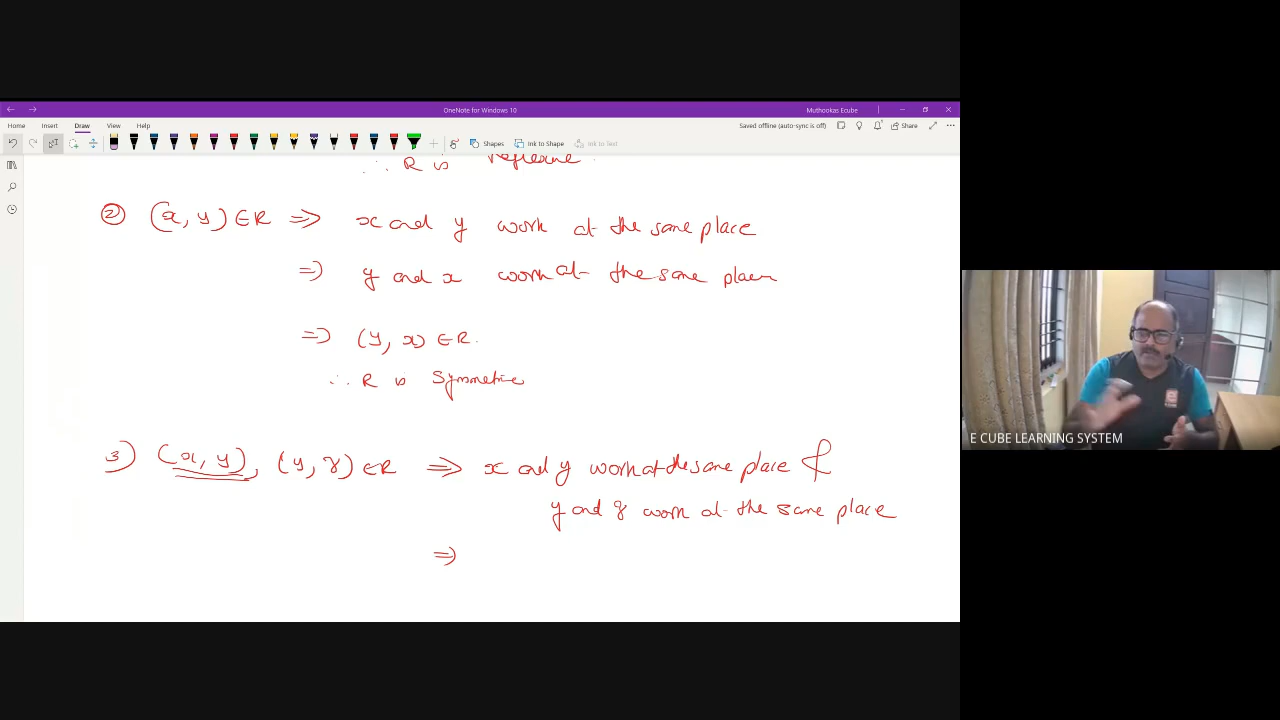 OneNote for Windows 10
Muthookas Ecube
Home Insert Draw View Help
Saved offline (auto-sync is off) Share
Shapes Ink to Shape Ink to Text
∴ R is Reflexive.
② (x, y) ∈ R ⇒ x and y work at the same place
⇒ y and x work at the same place
⇒ (y, x) ∈ R.
∴ R is Symmetric
3) (x, y), (y, z) ∈ R ⇒ x and y work at the same place &
y and z work at the same place
⇒
E CUBE LEARNING SYSTEM